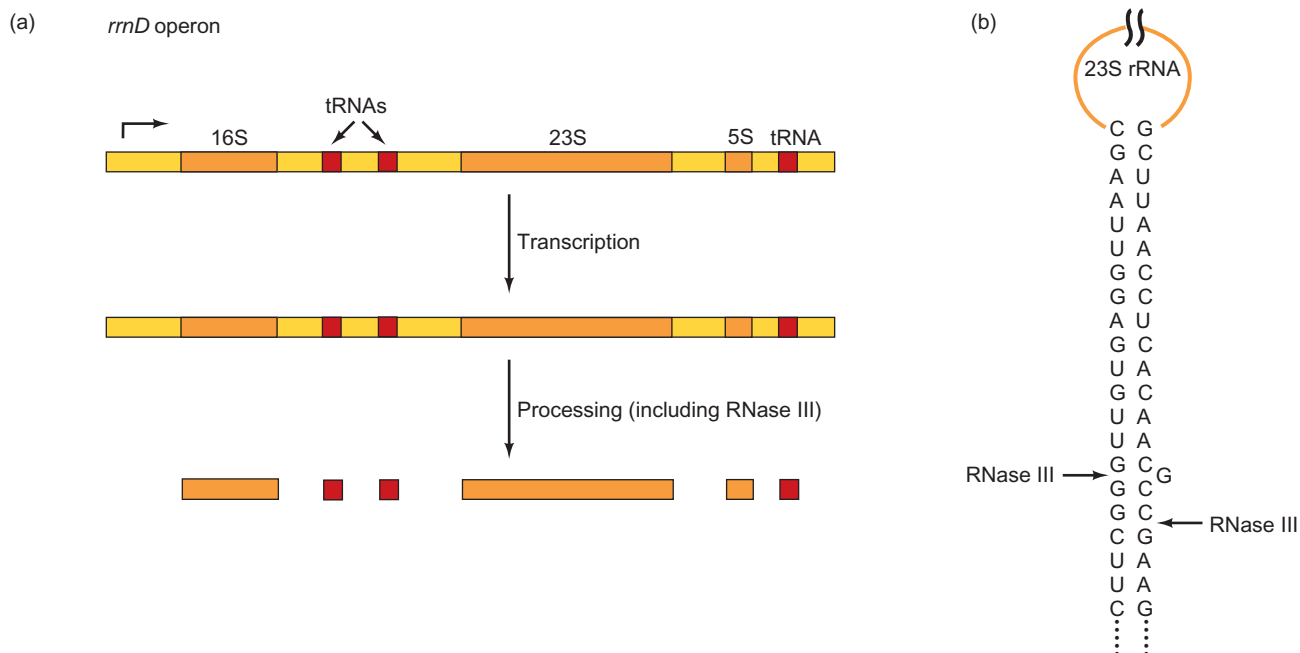 (a)
rrnD operon
tRNAs
16S
23S
5S
tRNA
Transcription
Processing (including RNase III)
(b)
23S rRNA
C G
G C
A U
A U
U A
U A
G C
G C
A U
G C
U A
G C
U A
U A
G C
G
RNase III
G C
G C
RNase III
C G
U A
U A
C G